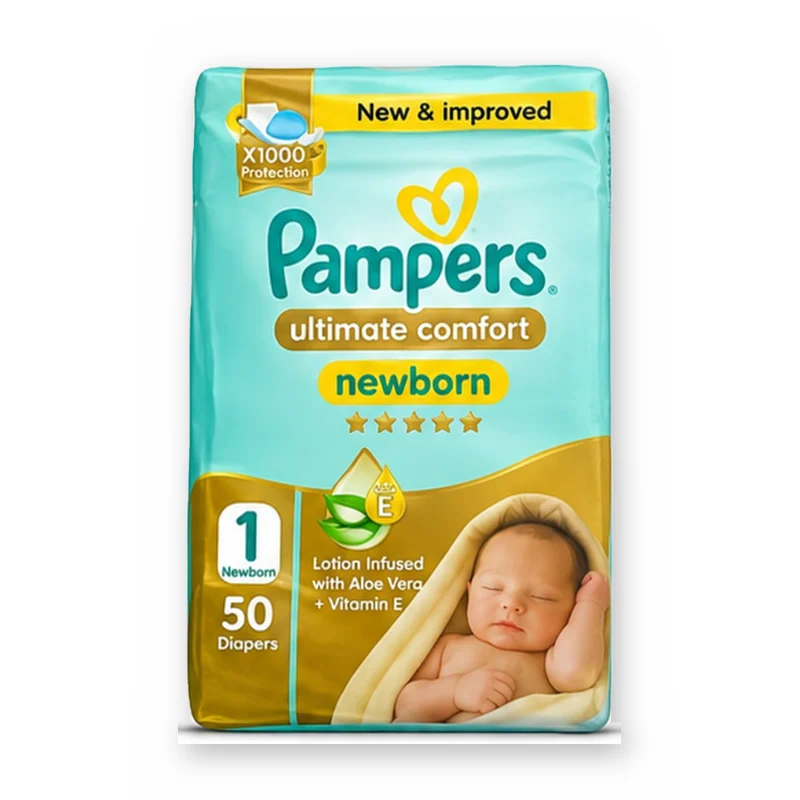 New & improved
X1000
Protection
Pampers®
ultimate comfort
newborn
E
1
Newborn
50
Diapers
Lotion Infused
with Aloe Vera
+ Vitamin E